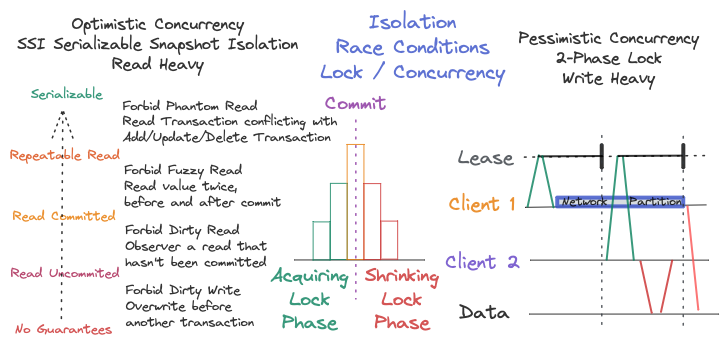 Optimistic Concurrency
SSI Serializable Snapshot Isolation
Read Heavy
Isolation
Race Conditions
Lock / Concurrency
Pessimistic Concurrency
2-Phase Lock
Write Heavy
Serializable
Repeatable Read
Read Committed
Read Uncommited
No Guarantees
Forbid Phantom Read
Read Transaction conflicting with
Add/Update/Delete Transaction
Forbid Fuzzy Read
Read value twice,
before and after commit
Forbid Dirty Read
Observer a read that
hasn't been committed
Forbid Dirty Write
Overwrite before
another transaction
Commit
Acquiring
Lock
Phase
Shrinking
Lock
Phase
Lease
Client 1
Network Partition
Client 2
Data